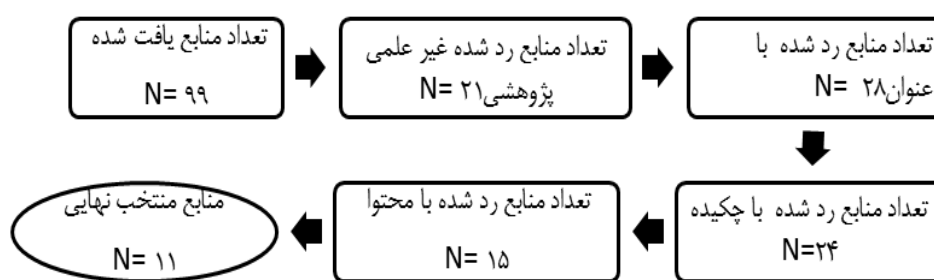 تعداد منابع یافت شده
N= ۹۹
تعداد منابع رد شده غیر علمی
پژوهشی۲۱ N=
تعداد منابع رد شده با
عنوان۲۸ N=
تعداد منابع رد شده با چکیده
N=۲۴
تعداد منابع رد شده با محتوا
N= ۱۵
منابع منتخب نهایی
N= ۱۱